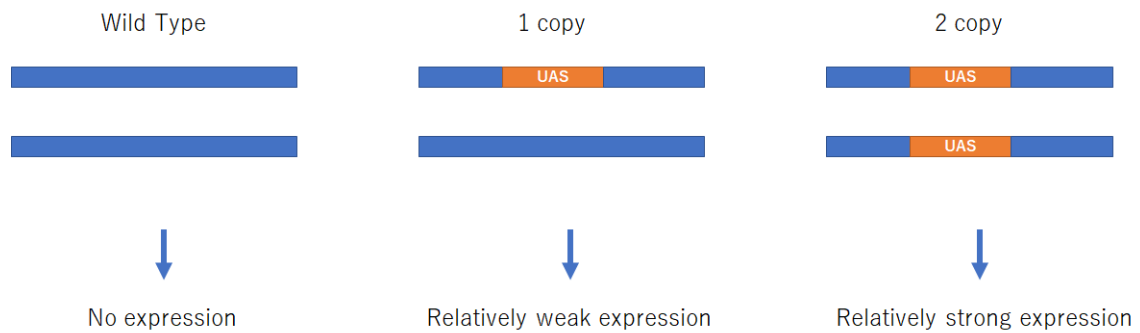 Wild Type
1 copy
2 copy
UAS
UAS
UAS
No expression
Relatively weak expression
Relatively strong expression